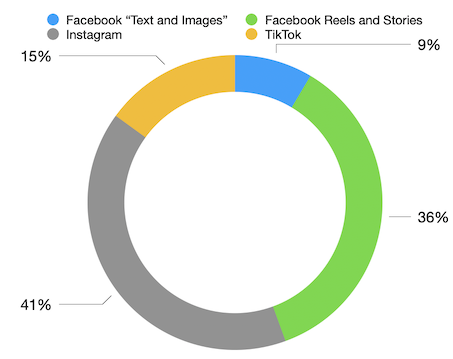 Facebook “Text and Images”
Facebook Reels and Stories
Instagram
TikTok
15%
9%
36%
41%